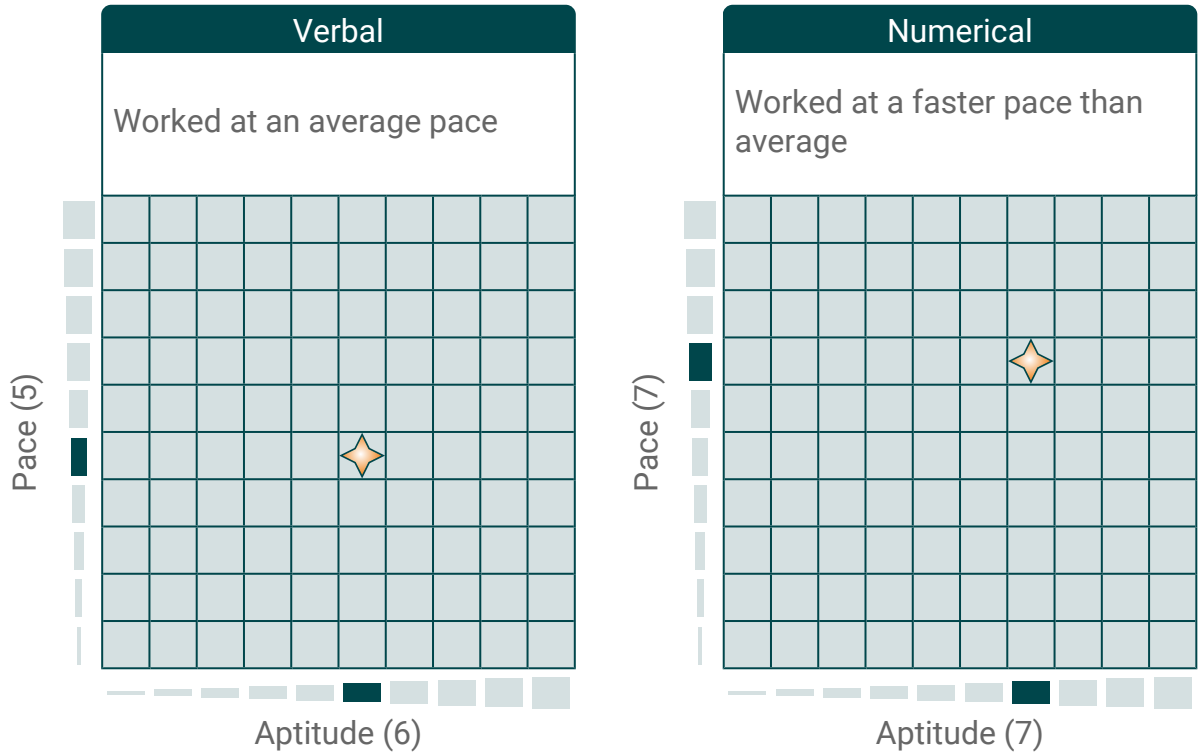 Verbal
Worked at an average pace
Pace (5)
Aptitude (6)
Numerical
Worked at a faster pace than
average
Pace (7)
Aptitude (7)